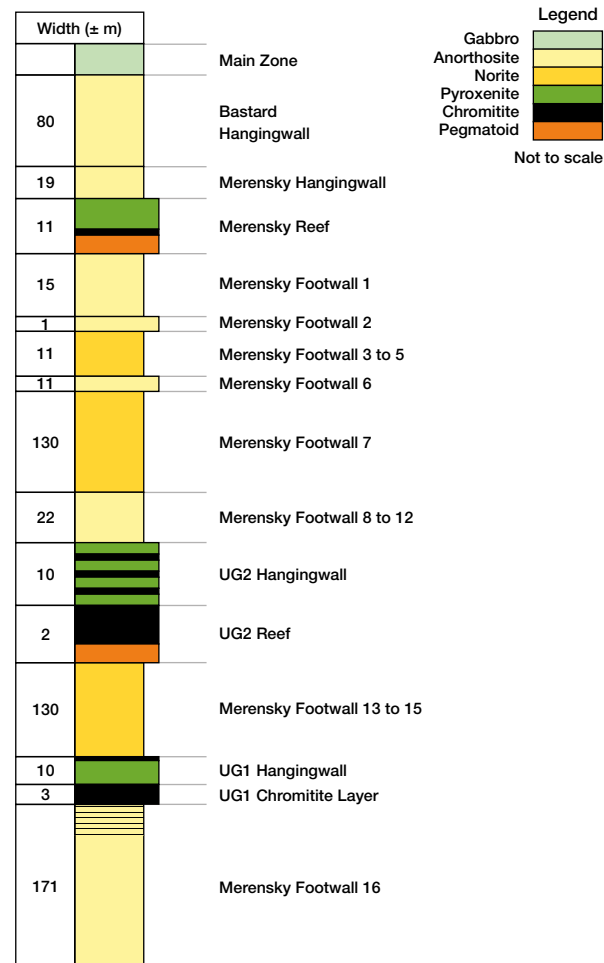 Width (± m)
Main Zone
80
Bastard
Hangingwall
19
Merensky Hangingwall
11
Merensky Reef
15
Merensky Footwall 1
1
Merensky Footwall 2
11
Merensky Footwall 3 to 5
11
Merensky Footwall 6
130
Merensky Footwall 7
22
Merensky Footwall 8 to 12
10
UG2 Hangingwall
2
UG2 Reef
130
Merensky Footwall 13 to 15
10
UG1 Hangingwall
3
UG1 Chromitite Layer
171
Merensky Footwall 16
Legend
Gabbro
Anorthosite
Norite
Pyroxenite
Chromitite
Pegmatoid
Not to scale